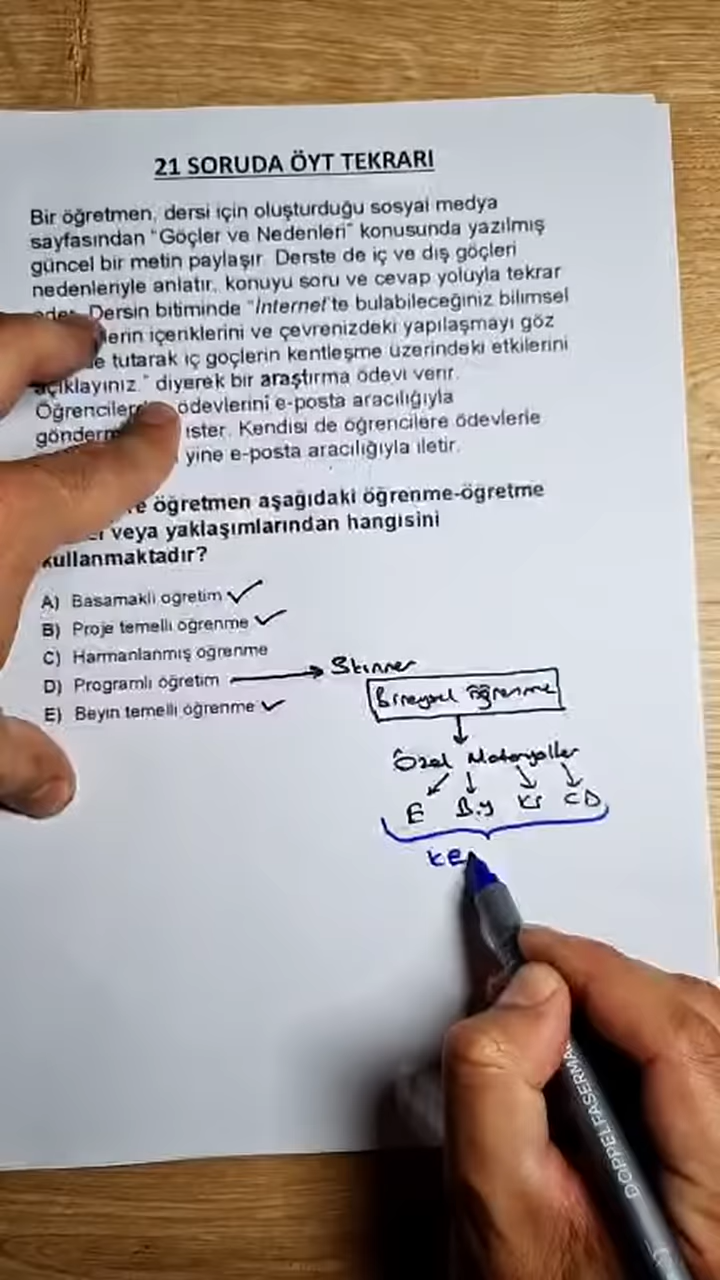 21 SORUDA ÖYT TEKRARI
Bir öğretmen, dersi için oluşturduğu sosyal medya
sayfasından "Göçler ve Nedenleri" konusunda yazılmış
güncel bir metin paylaşır. Derste de iç ve dış göçleri
nedenleriyle anlatır, konuyu soru ve cevap yoluyla tekrar
Dersin bitiminde "İnternet'te bulabileceğiniz bilimsel
içeriklerini ve çevrenizdeki yapılaşmayı göz
tutarak iç göçlerin kentleşme üzerindeki etkilerini
açıklayınız." diyerek bir araştırma ödevi verir.
ödevlerini e-posta aracılığıyla
ister. Kendisi de öğrencilere ödevlerle
yine e-posta aracılığıyla iletir.
öğretmen aşağıdaki öğrenme-öğretme
veya yaklaşımlarından hangisini
kullanmaktadır?
A) Basamaklı öğretim
B) Proje temelli öğrenme
C) Harmanlanmış öğrenme
D) Programlı öğretim
E) Beyin temelli öğrenme
Skınner
Bireysel Öğrenme
Özel Materyaller
E B.y Kr CD
Ke
DOPPELFASERMA